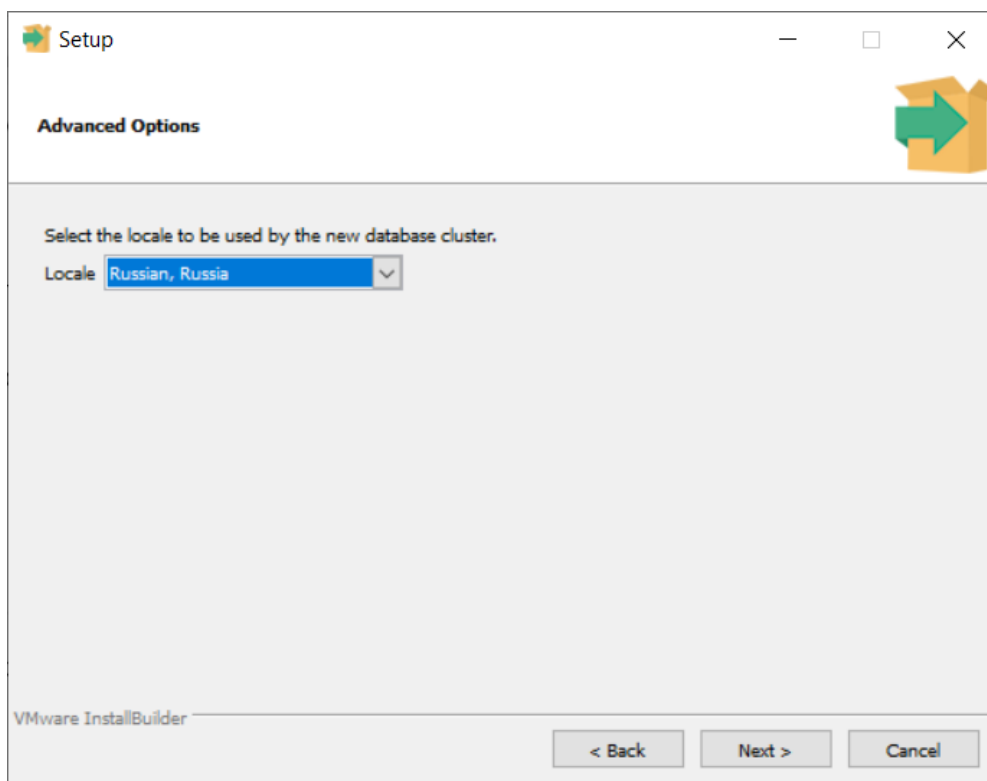 Setup
Advanced Options
Select the locale to be used by the new database cluster.
Locale Russian, Russia
VMware InstallBuilder
< Back Next > Cancel